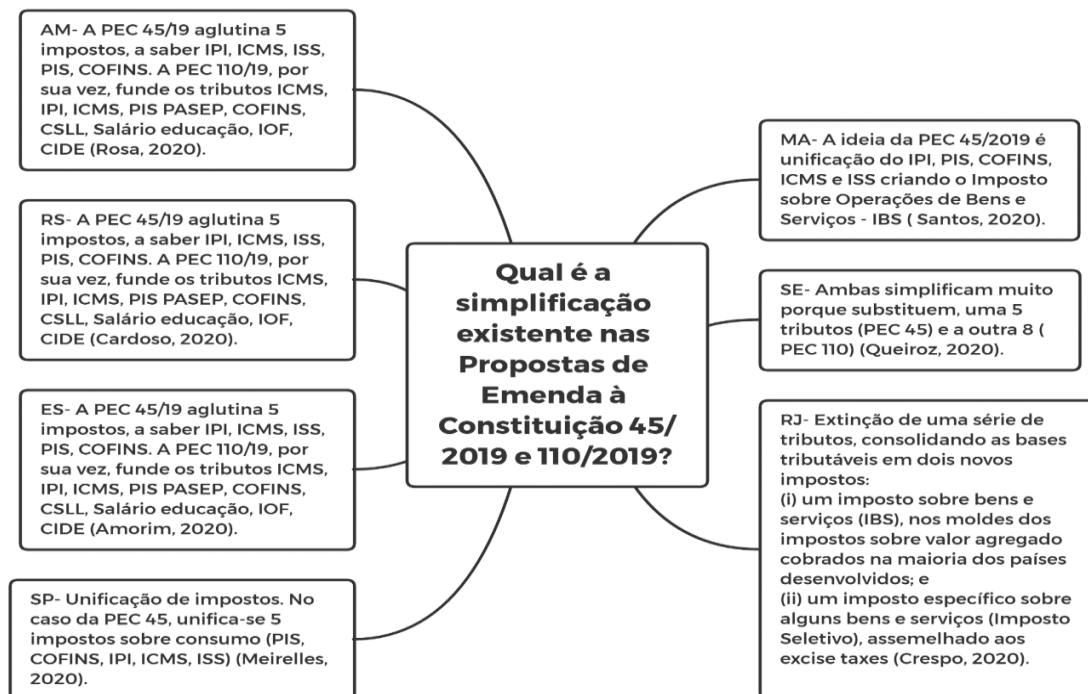 AM- A PEC 45/19 aglutina 5
impostos, a saber IPI, ICMS, ISS,
PIS, COFINS. A PEC 110/19, por
sua vez, funde os tributos ICMS,
IPI, ICMS, PIS PASEP, COFINS,
CSLL, Salário educação, IOF,
CIDE (Rosa, 2020).
RS- A PEC 45/19 aglutina 5
impostos, a saber IPI, ICMS, ISS,
PIS, COFINS. A PEC 110/19, por
sua vez, funde os tributos ICMS,
IPI, ICMS, PIS PASEP, COFINS,
CSLL, Salário educação, IOF,
CIDE (Cardoso, 2020).
ES- A PEC 45/19 aglutina 5
impostos, a saber IPI, ICMS, ISS,
PIS, COFINS. A PEC 110/19, por
sua vez, funde os tributos ICMS,
IPI, ICMS, PIS PASEP, COFINS,
CSLL, Salário educação, IOF,
CIDE (Amorim, 2020).
SP- Unificação de impostos. No
caso da PEC 45, unifica-se 5
impostos sobre consumo (PIS,
COFINS, IPI, ICMS, ISS) (Meirelles,
2020).
Qual é a
simplificação
existente nas
Propostas de
Emenda à
Constituição 45/
2019 e 110/2019?
MA- A ideia da PEC 45/2019 é
unificação do IPI, PIS, COFINS,
ICMS e ISS criando o Imposto
sobre Operações de Bens e
Serviços - IBS ( Santos, 2020).
SE- Ambas simplificam muito
porque substituem, uma 5
tributos (PEC 45) e a outra 8 (
PEC 110) (Queiroz, 2020).
RJ- Extinção de uma série de
tributos, consolidando as bases
tributáveis em dois novos
impostos:
(i) um imposto sobre bens e
serviços (IBS), nos moldes dos
impostos sobre valor agregado
cobrados na maioria dos países
desenvolvidos; e
(ii) um imposto específico sobre
alguns bens e serviços (Imposto
Seletivo), assemelhado aos
excise taxes (Crespo, 2020).